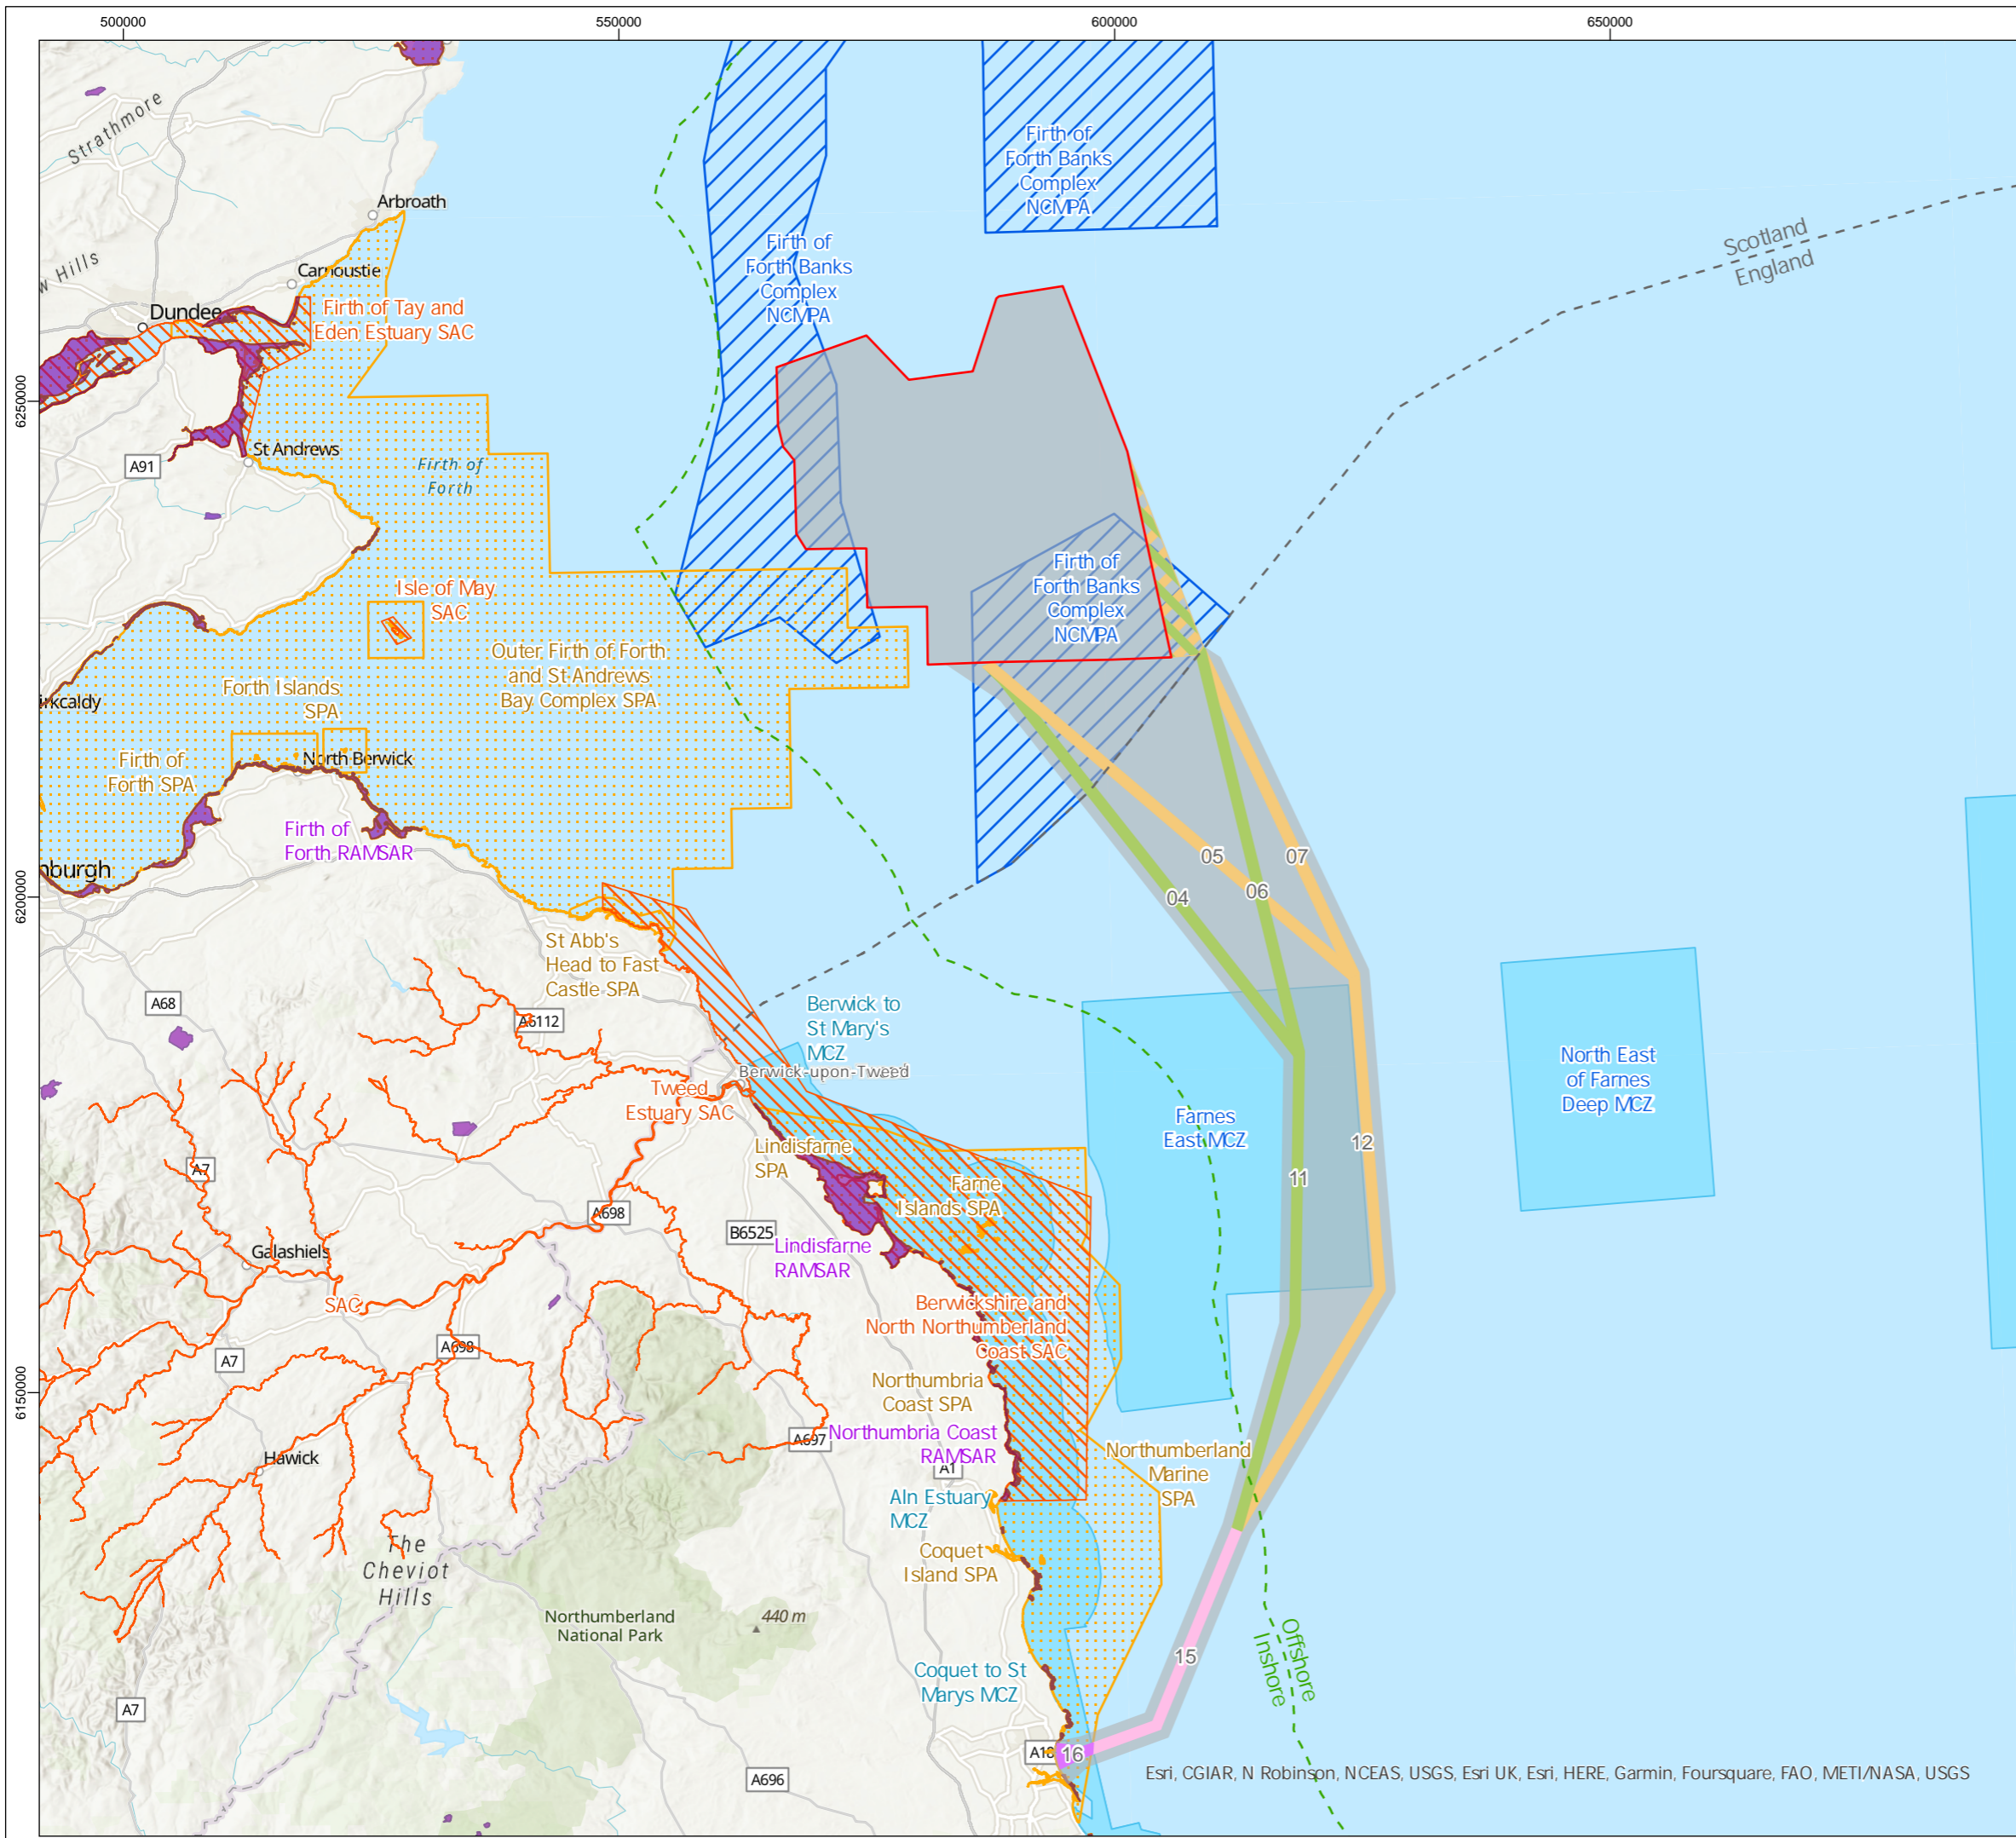 500000
550000
600000
650000
Strathmore
Firth of
Forth Banks
Complex
NCMPA
Arbroath
Scotland
England
Firth of
Forth Banks
Complex
NCMPA
w Hills
Carnoustie
Dundee
Firth of Tay and
Eden Estuary SAC
6250000
St Andrews
A91
Firth of
Forth
Firth of
Forth Banks
Complex
NCMPA
Isle of May
SAC
Outer Firth of Forth
and St Andrews
Bay Complex SPA
Forth Islands
SPA
irkcaldy
North Berwick
Firth of
Forth SPA
Firth of
Forth RAMSAR
nburgh
6200000
05
07
06
04
St Abb's
Head to Fast
Castle SPA
A68
A6112
Berwick to
St Mary's
MCZ
Berwick-upon-Tweed
Tweed
Estuary SAC
North East
of Farnes
Deep MCZ
Farnes
East MCZ
12
11
Lindisfarne
SPA
A7
Farne
Islands SPA
A698
B6525
Lindisfarne
RAMSAR
Galashiels
SAC
Berwickshire and
North Northumberland
Coast SAC
A698
A7
6150000
Northumbria
Coast SPA
A697
Northumbria Coast
RAMSAR
A1
Northumberland
Marine
SPA
Hawick
Aln Estuary
MCZ
The
Cheviot
Hills
Coquet
Island SPA
Northumberland
National Park
440 m
Offshore
Inshore
15
Coquet to St
Marys MCZ
A7
A18
16
A696
Esri, CGIAR, N Robinson, NCEAS, USGS, Esri UK, Esri, HERE, Garmin, Foursquare, FAO, METI/NASA, USGS